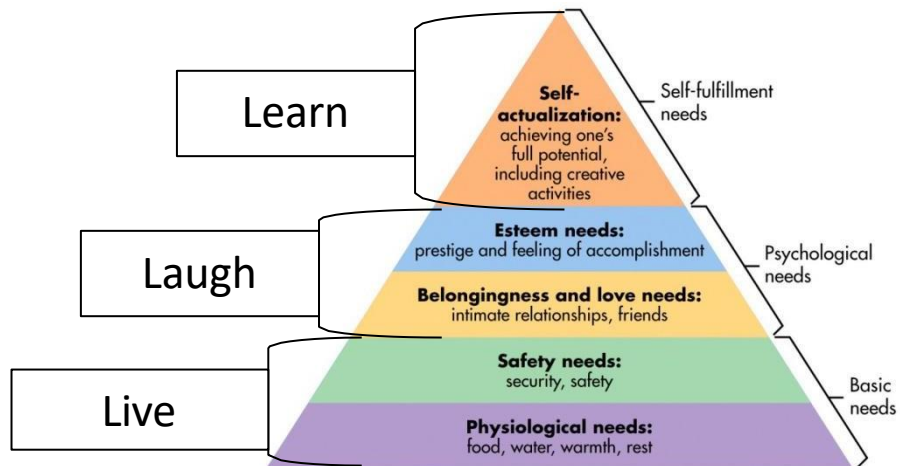 Learn
Self-
actualization:
achieving one's
full potential,
including creative
activities
Self-fulfillment
needs
Laugh
Esteem needs:
prestige and feeling of accomplishment
Belongingness and love needs:
intimate relationships, friends
Psychological
needs
Live
Safety needs:
security, safety
Physiological needs:
food, water, warmth, rest
Basic
needs